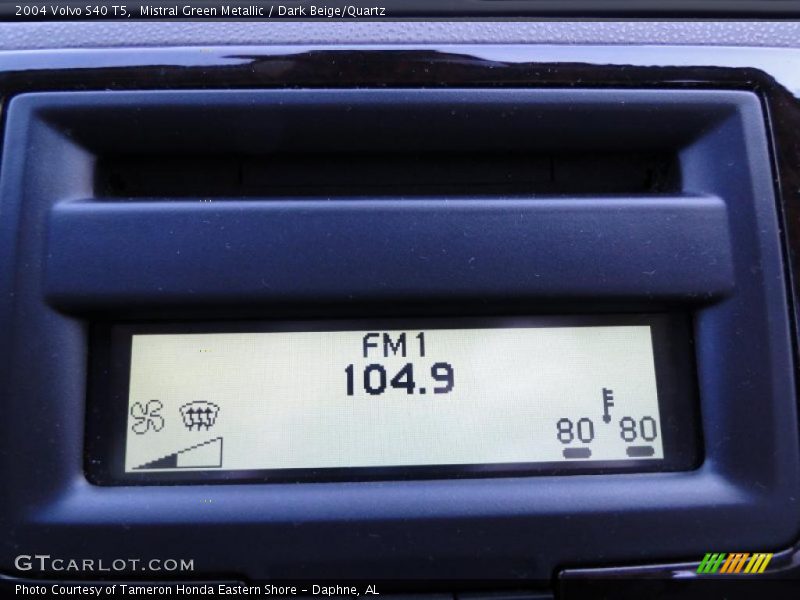 2004 Volvo S40 T5,  Mistral Green Metallic / Dark Beige/Quartz
FM1
104.9
80 80
GTCARLOT.COM
Photo Courtesy of Tameron Honda Eastern Shore – Daphne, AL